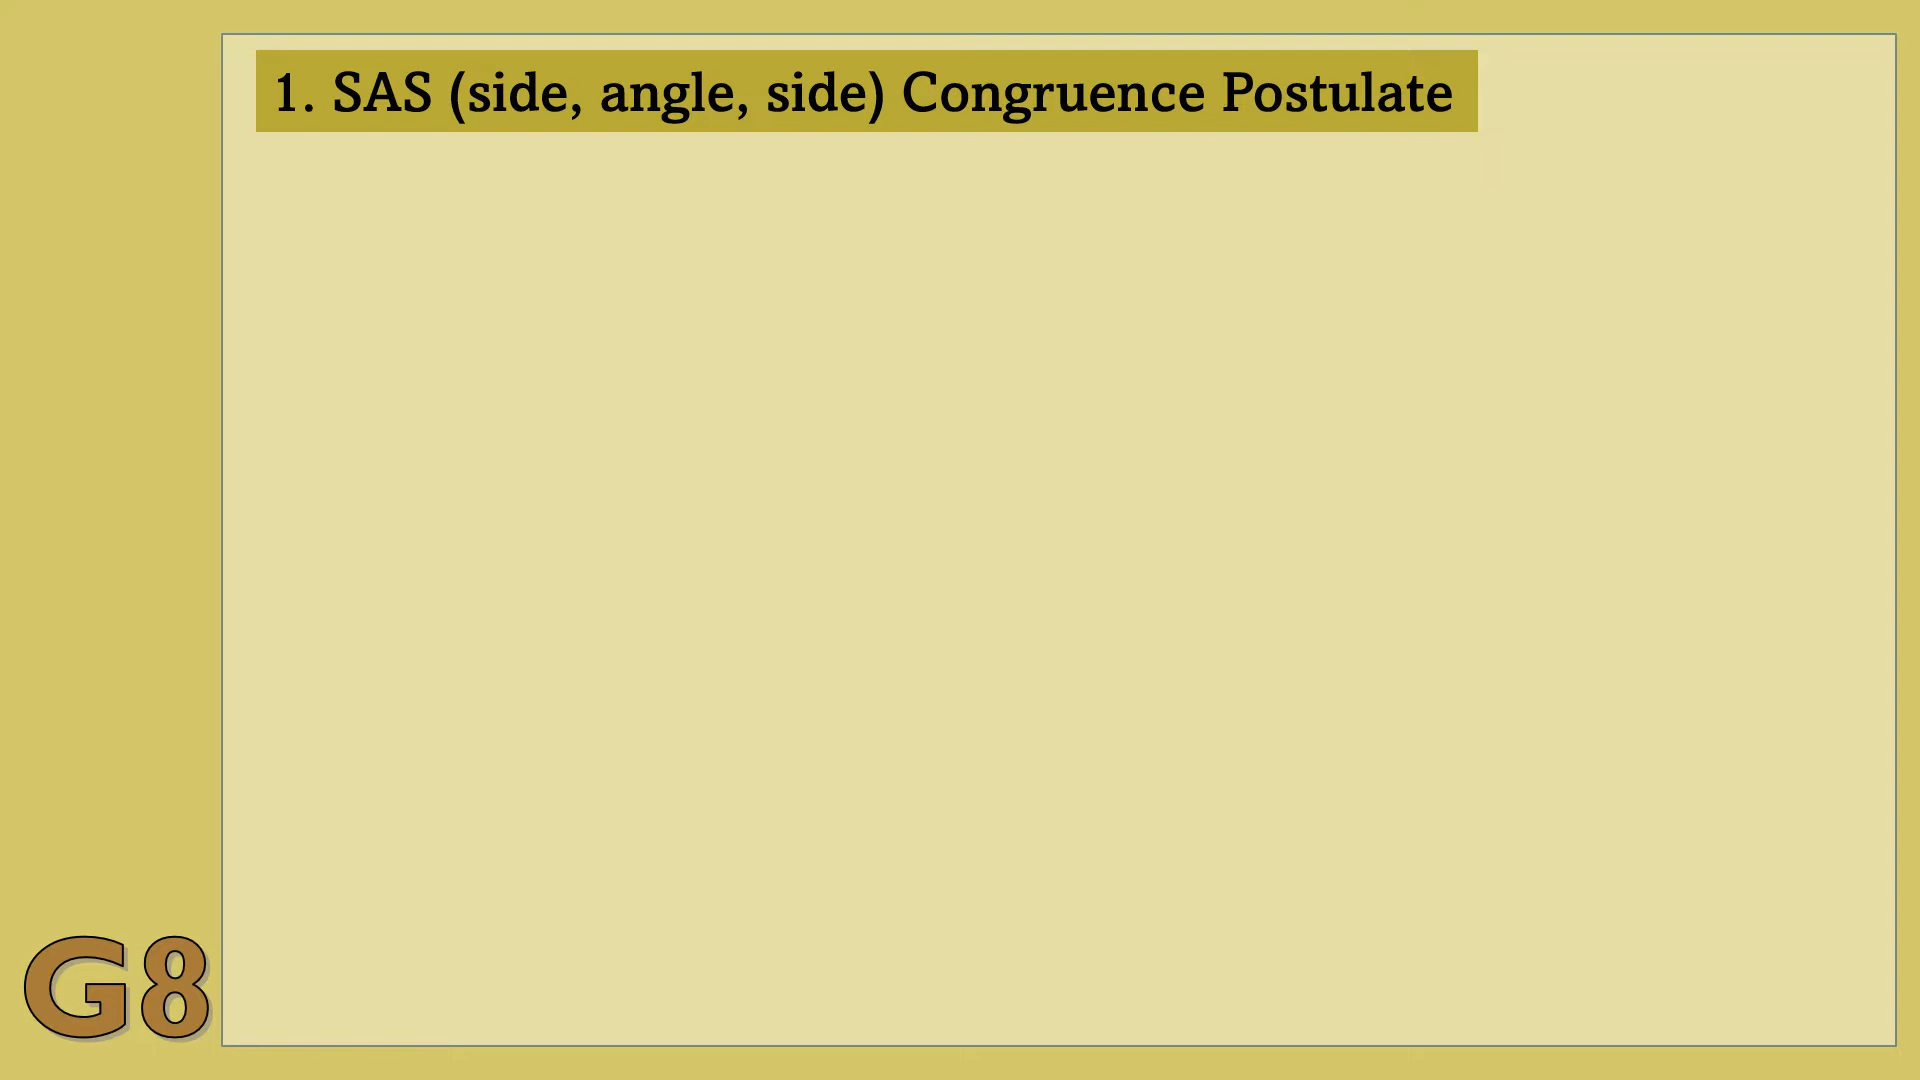 1. SAS (side, angle, side) Congruence Postulate
G8